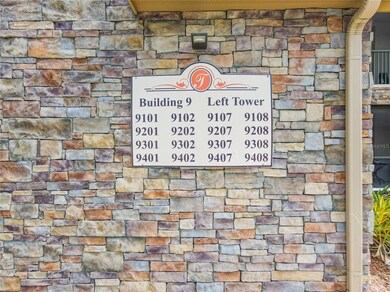 T
Building 9 Left Tower
9101 9102 9107 9108
9201 9202 9207 9208
9301 9302 9307 9308
9401 9402 9407 9408